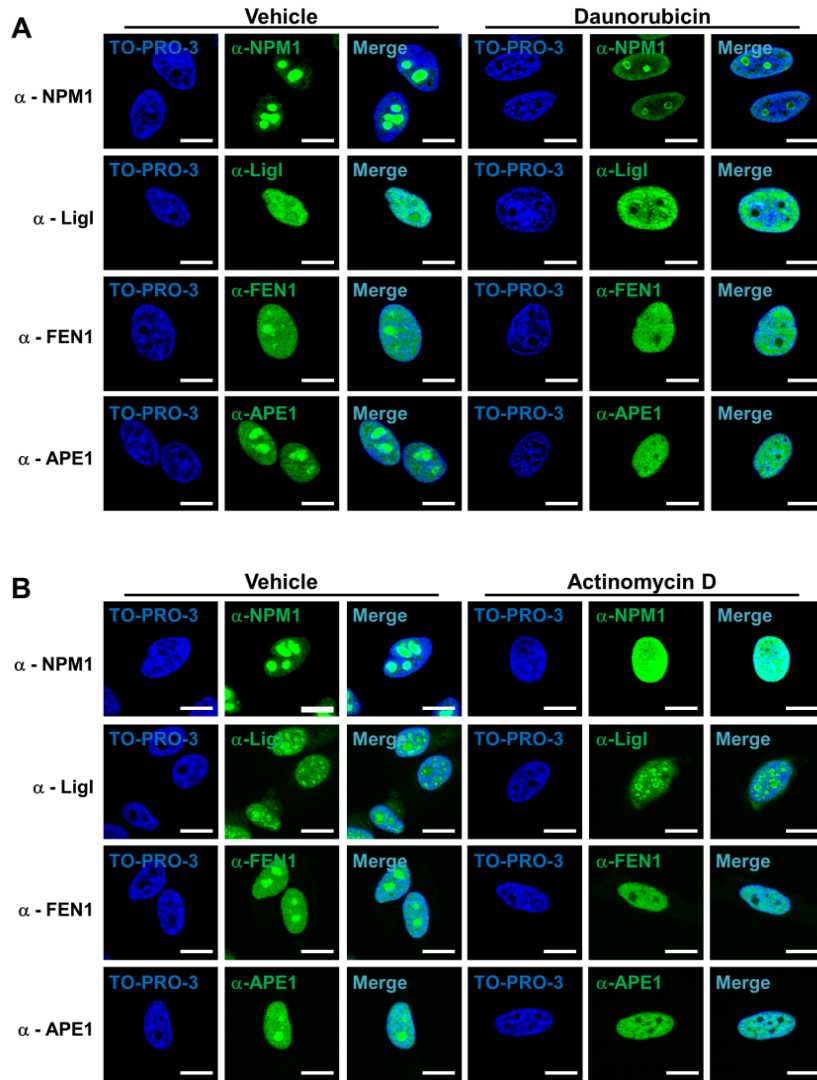 A
Vehicle Daunorubicin
TO-PRO-3 α-NPM1 Merge TO-PRO-3 α-NPM1 Merge
α - NPM1
TO-PRO-3 α-LigI Merge TO-PRO-3 α-LigI Merge
α - LigI
TO-PRO-3 α-FEN1 Merge TO-PRO-3 α-FEN1 Merge
α - FEN1
TO-PRO-3 α-APE1 Merge TO-PRO-3 α-APE1 Merge
α - APE1
B
Vehicle Actinomycin D
TO-PRO-3 α-NPM1 Merge TO-PRO-3 α-NPM1 Merge
α - NPM1
TO-PRO-3 α-LigI Merge TO-PRO-3 α-LigI Merge
α - LigI
TO-PRO-3 α-FEN1 Merge TO-PRO-3 α-FEN1 Merge
α - FEN1
TO-PRO-3 α-APE1 Merge TO-PRO-3 α-APE1 Merge
α - APE1